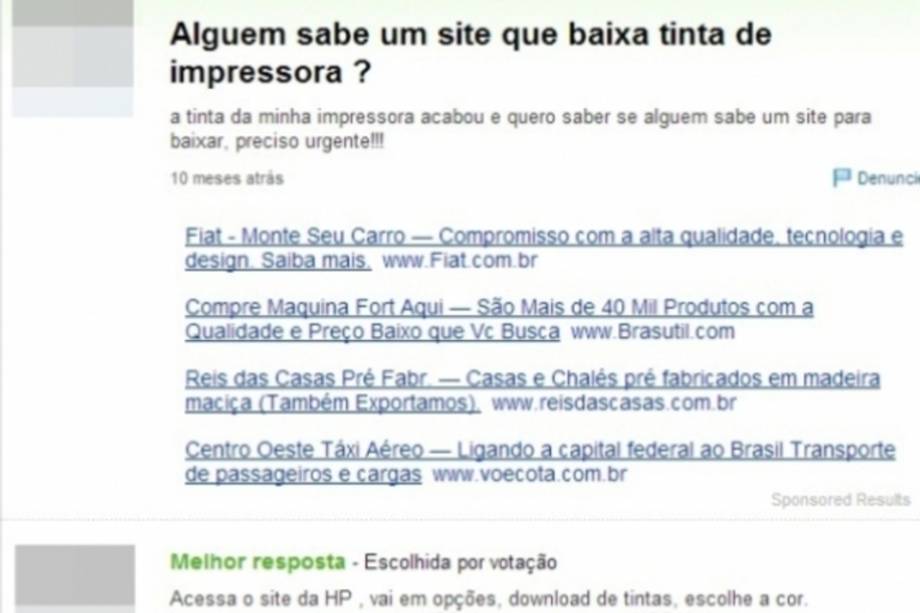 Alguem sabe um site que baixa tinta de
impressora ?
a tinta da minha impressora acabou e quero saber se alguem sabe um site para
baixar, preciso urgente!!!
10 meses atrás
Denuncie
Fiat - Monte Seu Carro — Compromisso com a alta qualidade, tecnologia e
design. Saiba mais. www.Fiat.com.br
Compre Maquina Fort Aqui — São Mais de 40 Mil Produtos com a
Qualidade e Preço Baixo que Vc Busca www.Brasutil.com
Reis das Casas Pré Fabr. — Casas e Chalés pré fabricados em madeira
maciça (Também Exportamos). www.reisdascasas.com.br
Centro Oeste Táxi Aéreo — Ligando a capital federal ao Brasil Transporte
de passageiros e cargas www.voecota.com.br
Sponsored Results
Melhor resposta - Escolhida por votação
Acessa o site da HP , vai em opções, download de tintas, escolhe a cor.